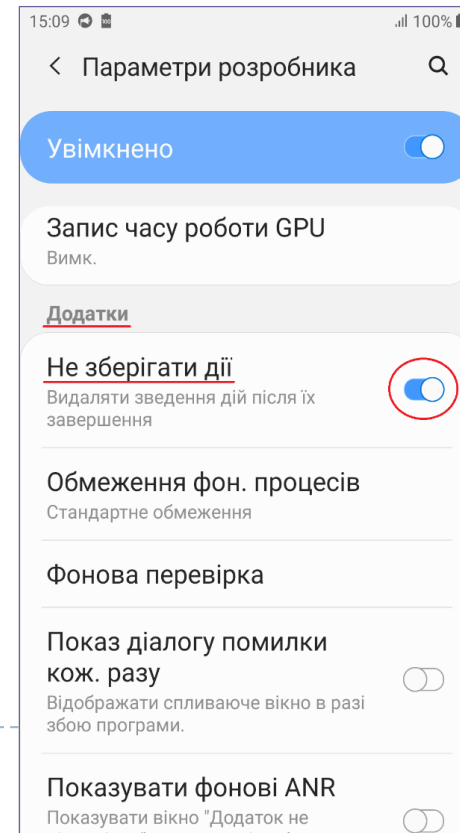 15:09 100%
Параметри розробника
Увімкнено
Запис часу роботи GPU
Вимк.
Додатки
Не зберігати дії
Видаляти зведення дій після їх
завершення
Обмеження фон. процесів
Стандартне обмеження
Фонова перевірка
Показ діалогу помилки
кож. разу
Відображати спливаюче вікно в разі
збою програми.
Показувати фонові ANR
Показувати вікно "Додаток не